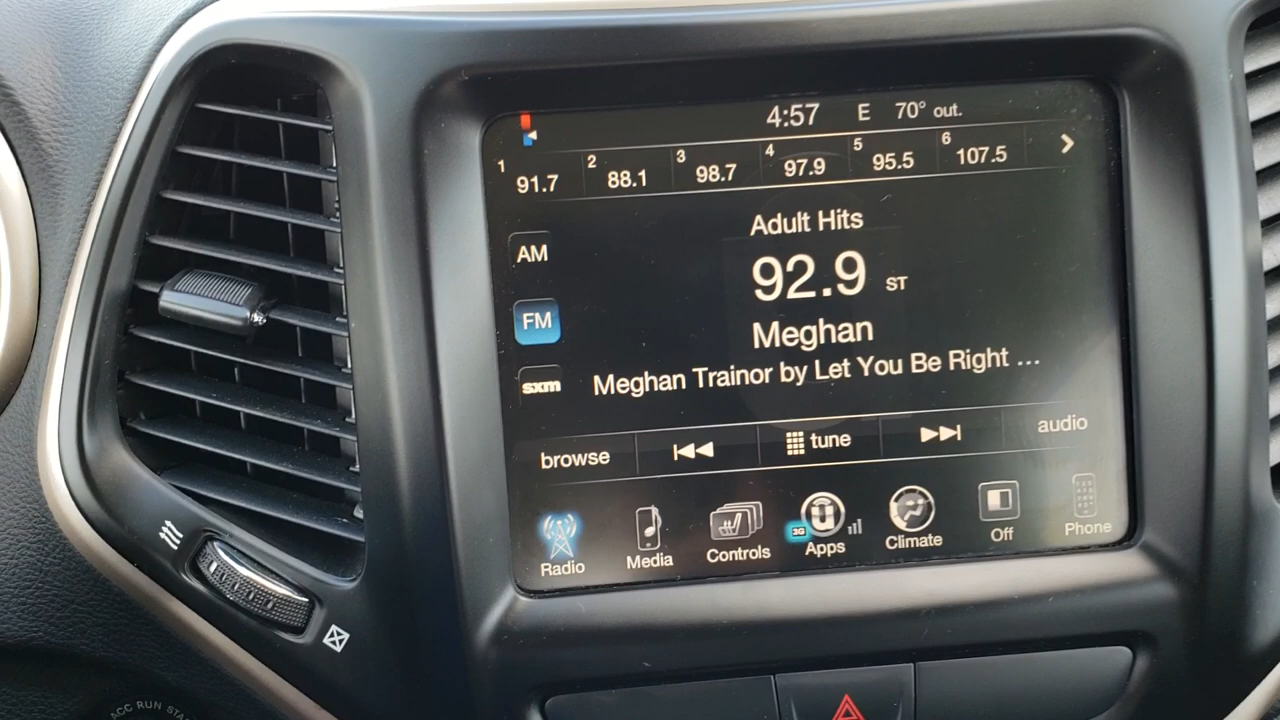 4:57 E 70° out.
1 91.7 2 88.1 3 98.7 4 97.9 5 95.5 6 107.5
Adult Hits
AM
92.9 ST
FM
Meghan
sxm
Meghan Trainor by Let You Be Right ...
browse tune audio
3G
Radio Media Controls Apps Climate Off Phone
ACC RUN